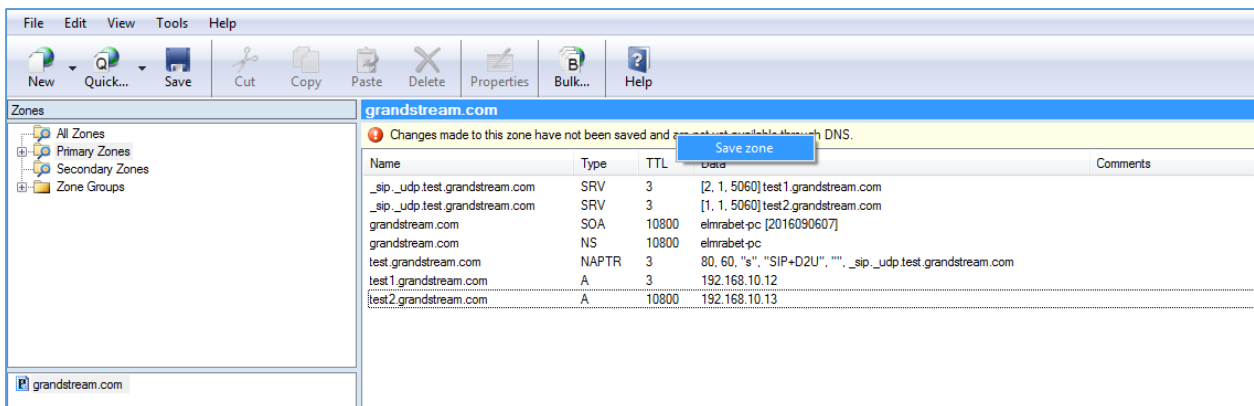 File Edit View Tools Help
New Quick... Save Cut Copy Paste Delete Properties Bulk... Help
Zones
grandstream.com
All Zones
Primary Zones
Secondary Zones
Zone Groups
Changes made to this zone have not been saved and are not yet available through DNS.
Save zone
Name Type TTL Data Comments
_sip._udp.test.grandstream.com SRV 3 [2, 1, 5060] test1.grandstream.com
_sip._udp.test.grandstream.com SRV 3 [1, 1, 5060] test2.grandstream.com
grandstream.com SOA 10800 elmrabet-pc [2016090607]
grandstream.com NS 10800 elmrabet-pc
test.grandstream.com NAPTR 3 80, 60, "s", "SIP+D2U", "", _sip._udp.test.grandstream.com
test1.grandstream.com A 3 192.168.10.12
test2.grandstream.com A 10800 192.168.10.13
grandstream.com